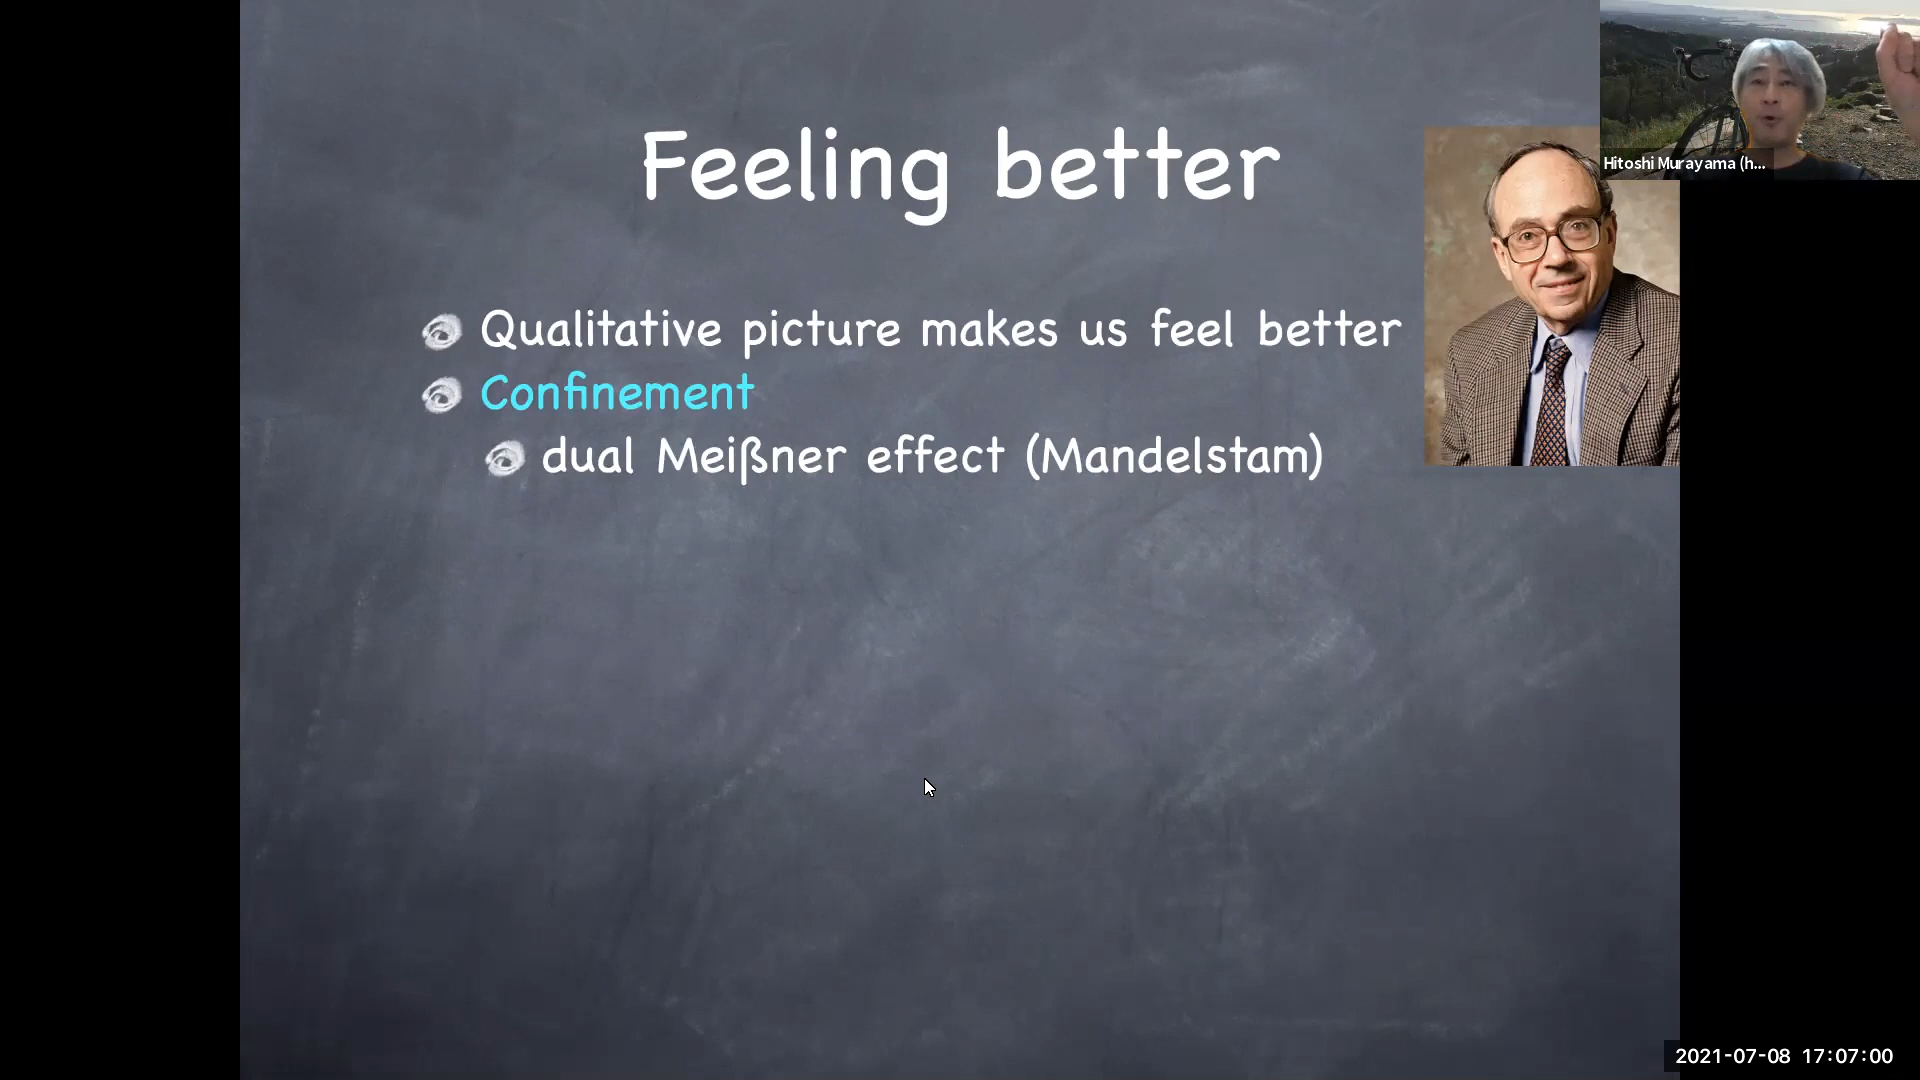 Feeling better
Qualitative picture makes us feel better
Confinement
dual Meißner effect (Mandelstam)
Hitoshi Murayama (h...
2021-07-08 17:07:00